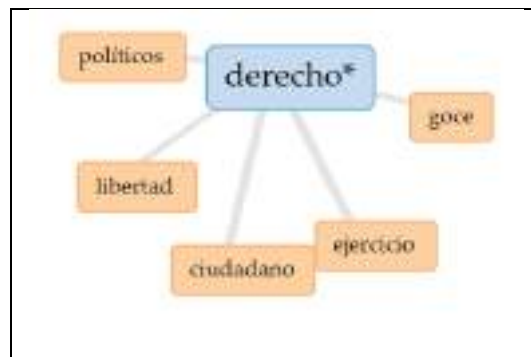 políticos
derecho*
goce
libertad
ejercicio
ciudadano